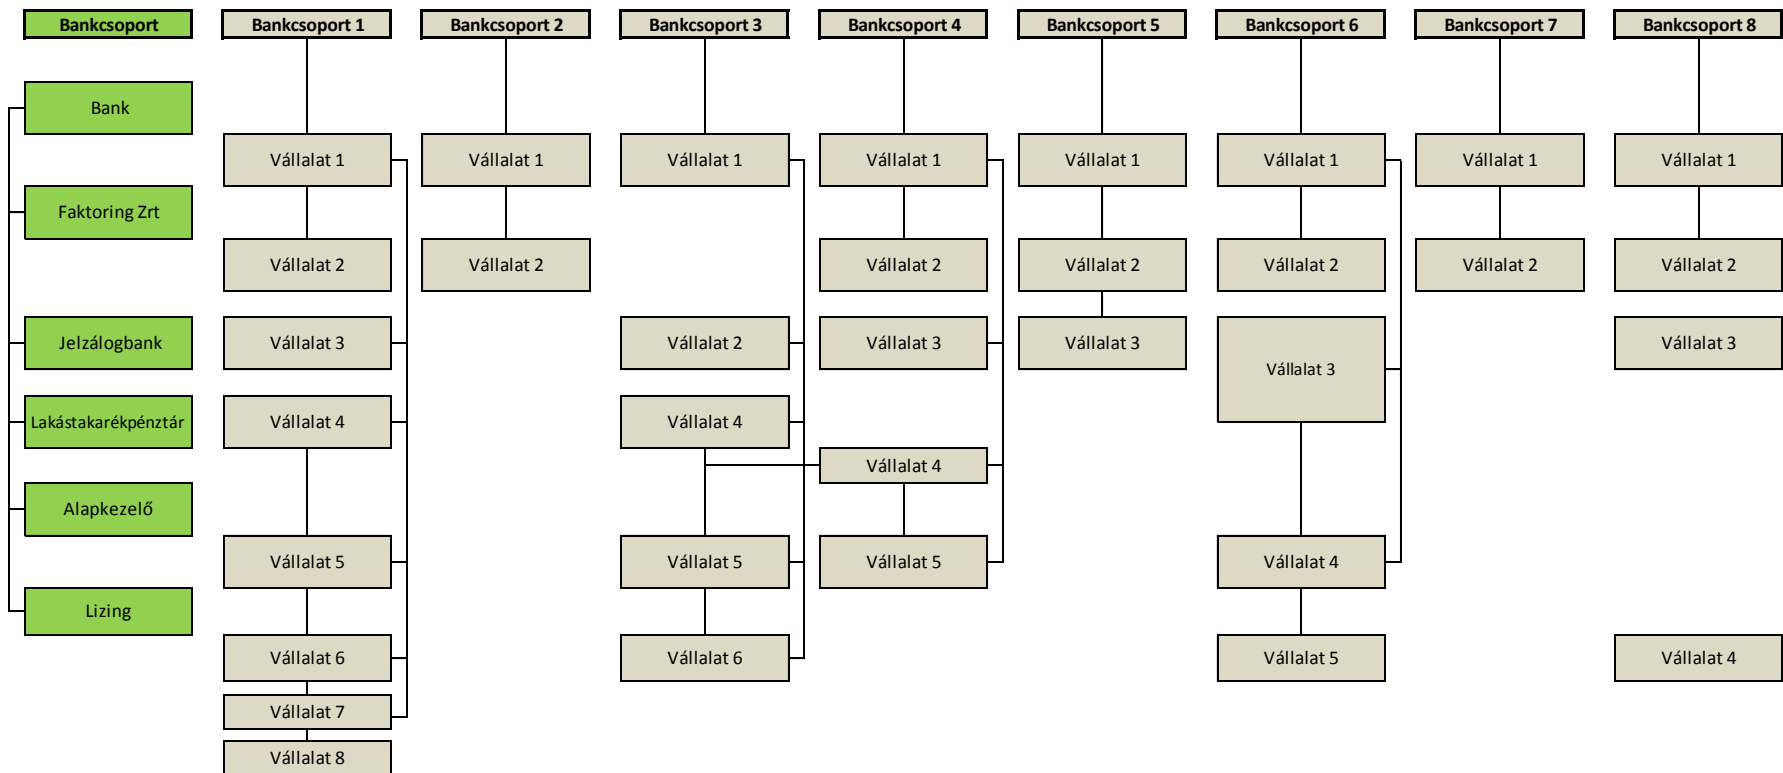 Bankcsoport
Bankcsoport 1
Bankcsoport 2
Bankcsoport 3
Bankcsoport 4
Bankcsoport 5
Bankcsoport 6
Bankcsoport 7
Bankcsoport 8
Bank
Faktoring Zrt
Jelzálogbank
Lakástakarékpénztár
Alapkezelő
Lizing
Vállalat 1
Vállalat 2
Vállalat 3
Vállalat 4
Vállalat 5
Vállalat 6
Vállalat 7
Vállalat 8
Vállalat 1
Vállalat 2
Vállalat 1
Vállalat 2
Vállalat 4
Vállalat 5
Vállalat 6
Vállalat 1
Vállalat 2
Vállalat 3
Vállalat 4
Vállalat 5
Vállalat 1
Vállalat 2
Vállalat 3
Vállalat 1
Vállalat 2
Vállalat 3
Vállalat 4
Vállalat 5
Vállalat 1
Vállalat 2
Vállalat 1
Vállalat 2
Vállalat 3
Vállalat 4